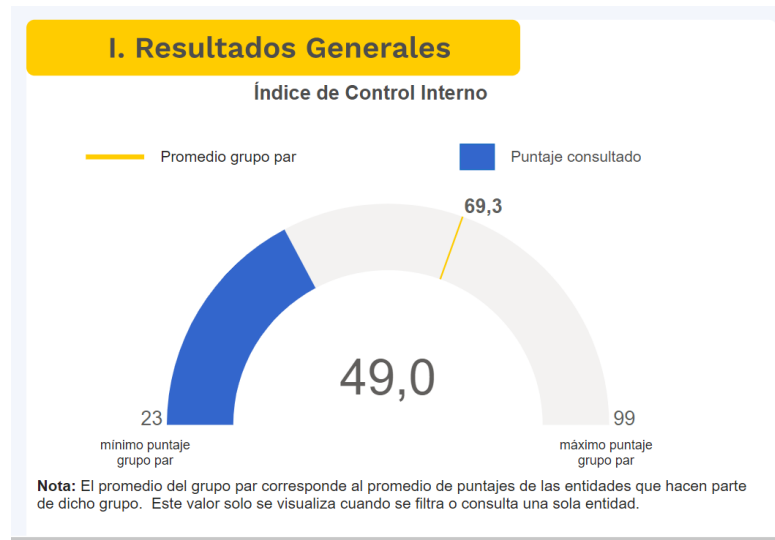 I. Resultados Generales
Índice de Control Interno
Promedio grupo par
Puntaje consultado
69,3
49,0
23
99
mínimo puntaje
grupo par
máximo puntaje
grupo par
Nota: El promedio del grupo par corresponde al promedio de puntajes de las entidades que hacen parte
de dicho grupo.  Este valor solo se visualiza cuando se filtra o consulta una sola entidad.